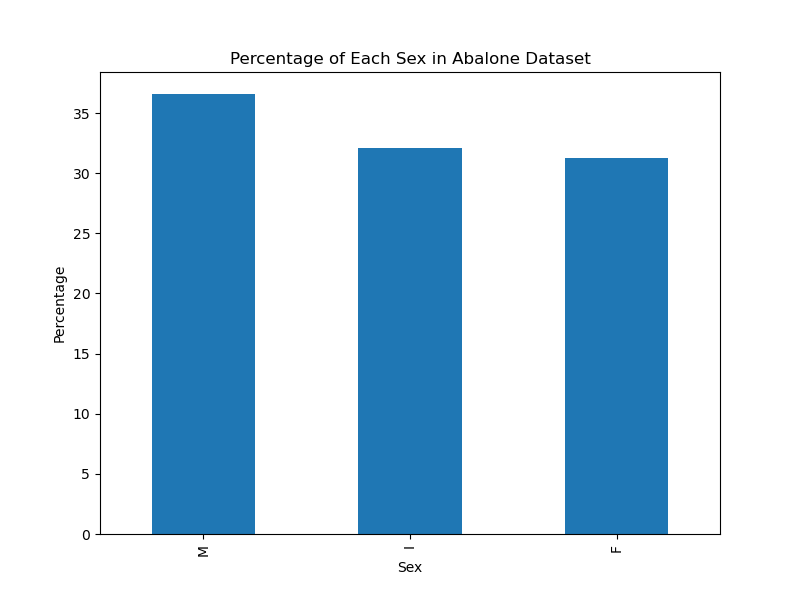 Percentage of Each Sex in Abalone Dataset
Percentage
35
30
25
20
15
10
5
0
M
I
F
Sex